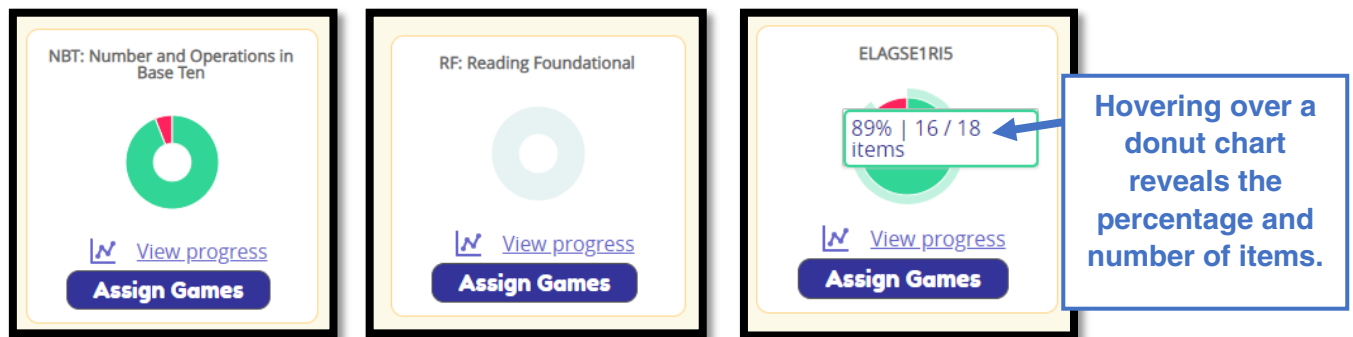 NBT: Number and Operations in
Base Ten
View progress
Assign Games
RF: Reading Foundational
View progress
Assign Games
ELAGSE1RI5
89% | 16 / 18
items
View progress
Assign Games
Hovering over a
donut chart
reveals the
percentage and
number of items.